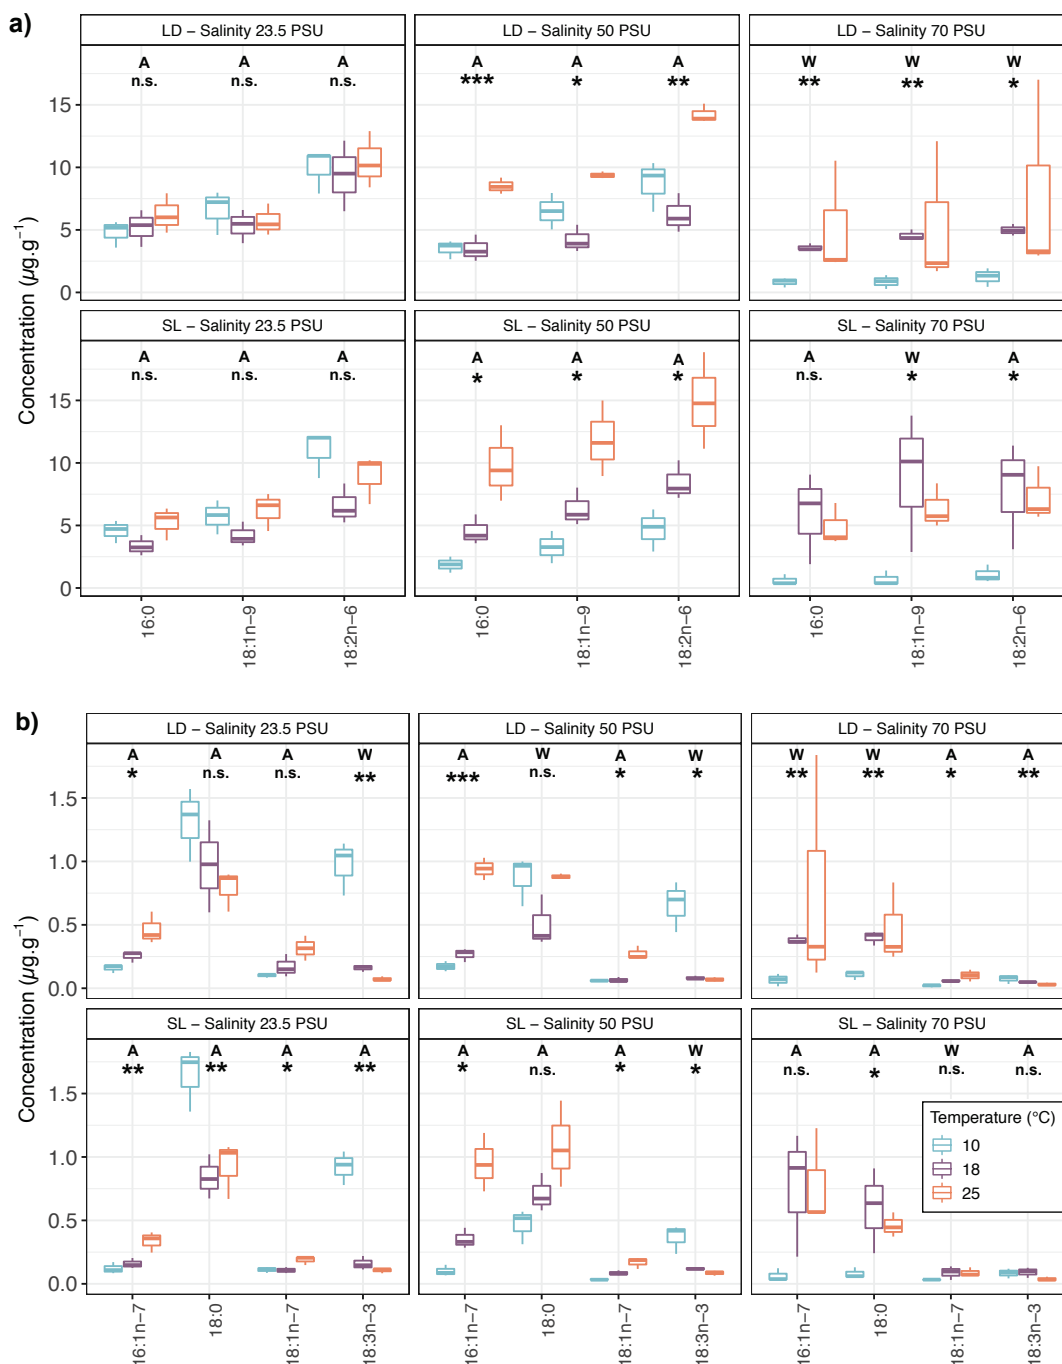 a)
LD – Salinity 23.5 PSU
LD – Salinity 50 PSU
LD – Salinity 70 PSU
A A A
n.s. n.s. n.s.
A A A
*** * **
W W W
** ** *
15
10
5
0
SL – Salinity 23.5 PSU
SL – Salinity 50 PSU
SL – Salinity 70 PSU
A A A
n.s. n.s. n.s.
A A A
* * *
A W A
n.s. * *
15
10
5
0
Concentration (µg.g⁻¹)
16:0 18:1n−9 18:2n−6
16:0 18:1n−9 18:2n−6
16:0 18:1n−9 18:2n−6
b)
LD – Salinity 23.5 PSU
LD – Salinity 50 PSU
LD – Salinity 70 PSU
A A A W
* n.s. n.s. **
A W A W
*** n.s. * *
W W A A
** ** * **
1.5
1.0
0.5
0.0
SL – Salinity 23.5 PSU
SL – Salinity 50 PSU
SL – Salinity 70 PSU
A A A A
** ** * **
A A A W
* n.s. * *
A A W A
n.s. * n.s. n.s.
1.5
1.0
0.5
0.0
Concentration (µg.g⁻¹)
Temperature (°C)
10
18
25
16:1n−7 18:0 18:1n−7 18:3n−3
16:1n−7 18:0 18:1n−7 18:3n−3
16:1n−7 18:0 18:1n−7 18:3n−3